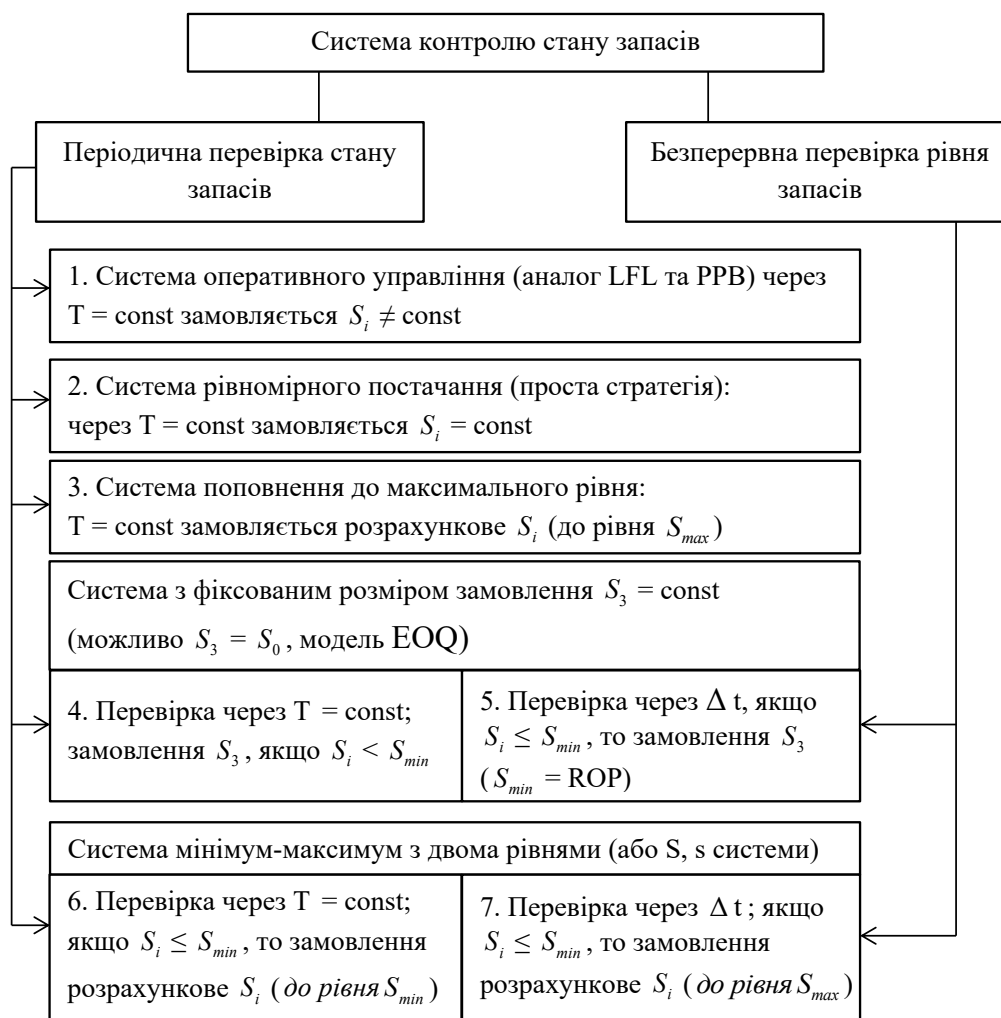 Система контролю стану запасів
Періодична перевірка стану
запасів
Безперервна перевірка рівня
запасів
1. Система оперативного управління (аналог LFL та PPB) через
T = const замовляється S_i ≠ const
2. Система рівномірного постачання (проста стратегія):
через T = const замовляється S_i = const
3. Система поповнення до максимального рівня:
T = const замовляється розрахункове S_i (до рівня S_max)
Система з фіксованим розміром замовлення S_3 = const
(можливо S_3 = S_0, модель EOQ)
4. Перевірка через T = const;
замовлення S_3, якщо S_i < S_min
5. Перевірка через Δ t, якщо
S_i ≤ S_min, то замовлення S_3
(S_min = ROP)
Система мінімум-максимум з двома рівнями (або S, s системи)
6. Перевірка через T = const;
якщо S_i ≤ S_min, то замовлення
розрахункове S_i (до рівня S_min)
7. Перевірка через Δ t; якщо
S_i ≤ S_min, то замовлення
розрахункове S_i (до рівня S_max)